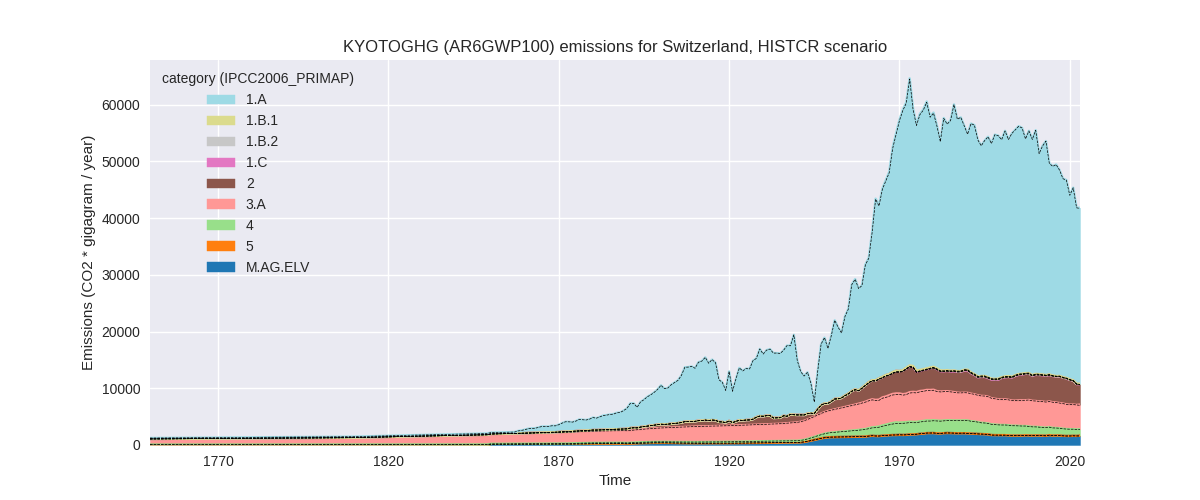 KYOTOGHG (AR6GWP100) emissions for Switzerland, HISTCR scenario
category (IPCC2006_PRIMAP)
1.A
1.B.1
1.B.2
1.C
2
3.A
4
5
M.AG.ELV
Emissions (CO2 * gigagram / year)
60000
50000
40000
30000
20000
10000
0
1770
1820
1870
1920
1970
2020
Time